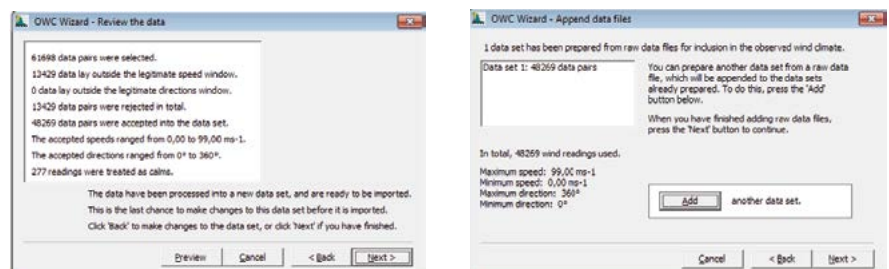 OWC Wizard - Review the data
61698 data pairs were selected.
13429 data lay outside the legitimate speed window.
0 data lay outside the legitimate directions window.
13429 data pairs were rejected in total.
48269 data pairs were accepted into the data set.
The accepted speeds ranged from 0,00 to 99,00 ms-1.
The accepted directions ranged from 0° to 360°.
277 readings were treated as calms.
The data have been processed into a new data set, and are ready to be imported.
This is the last chance to make changes to this data set before it is imported.
Click 'Back' to make changes to the data set, or click 'Next' if you have finished.
Preview
Cancel
< Back
Next >
OWC Wizard - Append data files
1 data set has been prepared from raw data files for inclusion in the observed wind climate.
Data set 1: 48269 data pairs
You can prepare another data set from a raw data
file, which will be appended to the data sets
already prepared. To do this, press the 'Add'
button below.
When you have finished adding raw data files,
press the 'Next' button to continue.
In total, 48269 wind readings used.
Maximum speed: 99,00 ms-1
Minimum speed: 0,00 ms-1
Maximum direction: 360°
Minimum direction: 0°
Add another data set.
Cancel
< Back
Next >